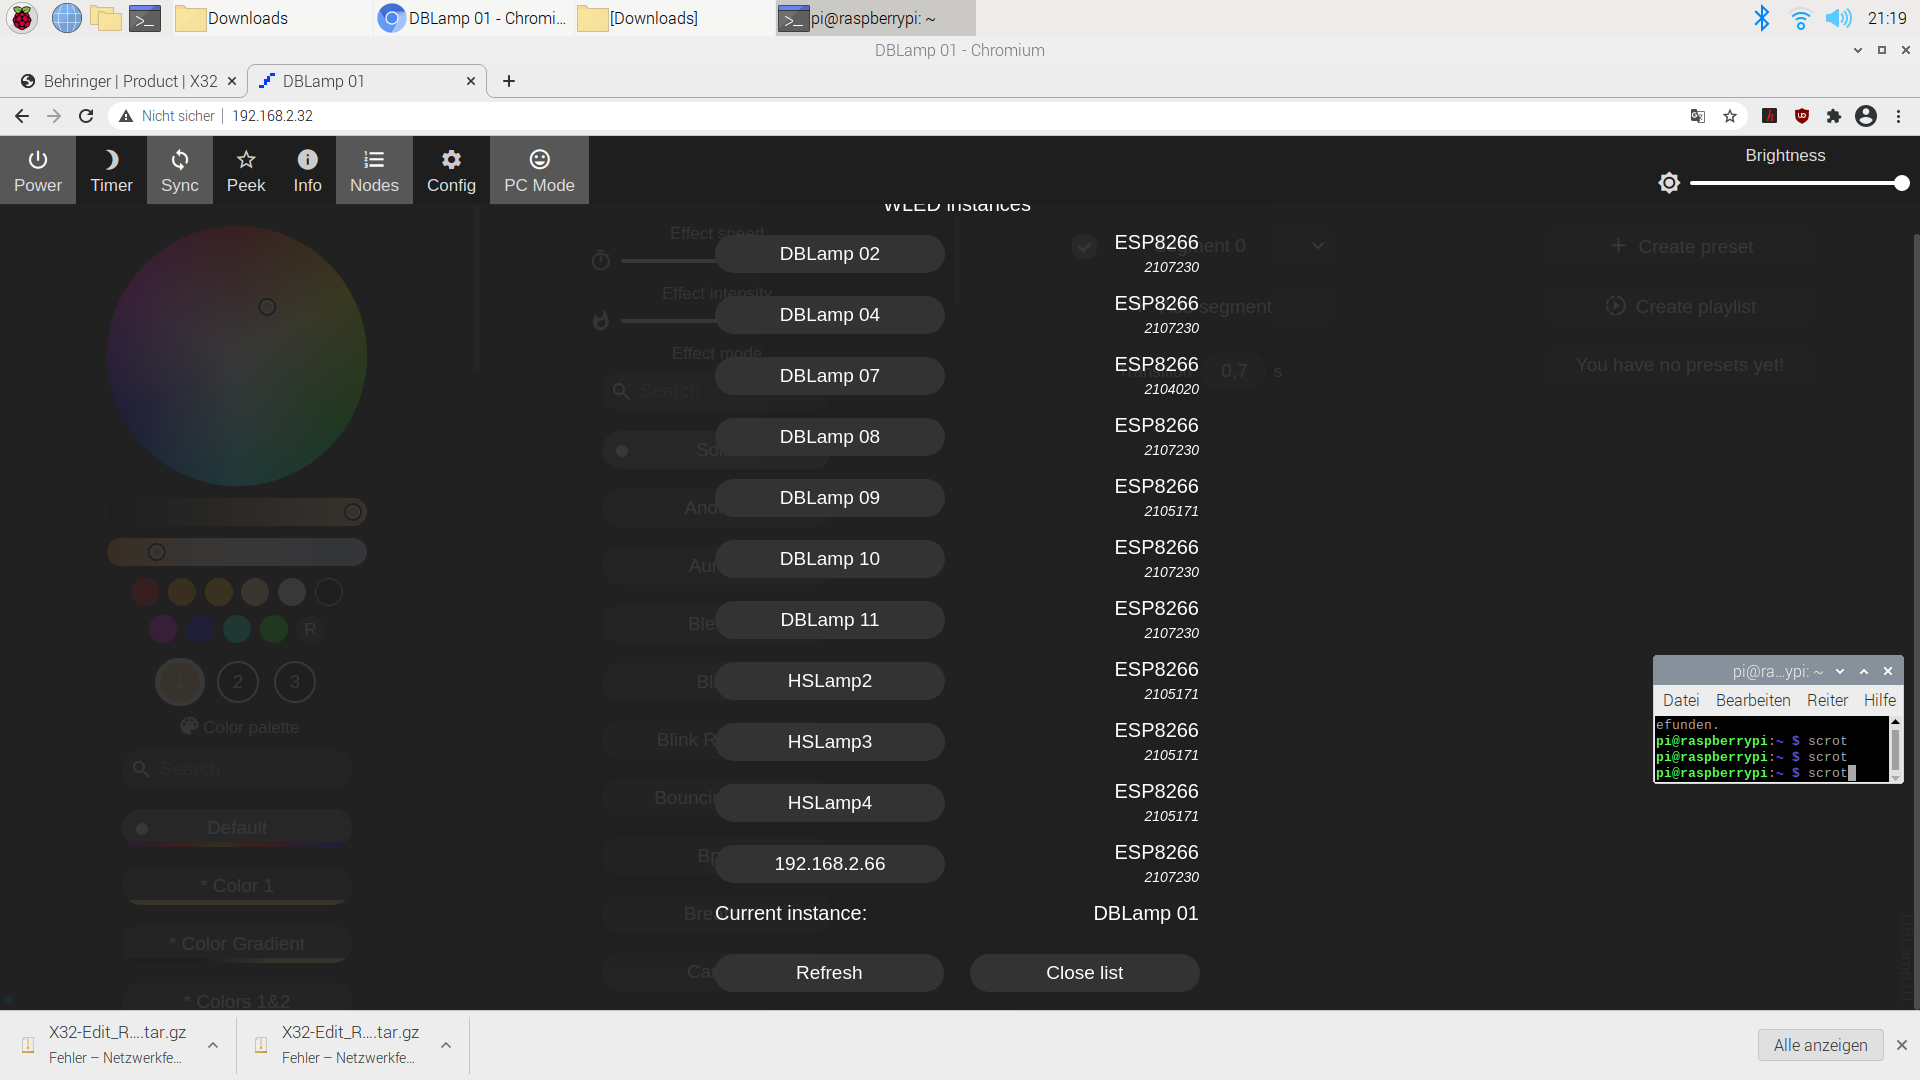 Downloads
DBLamp 01 - Chromi...
[Downloads]
pi@raspberrypi: ~
21:19
DBLamp 01 - Chromium
Behringer | Product | X32
DBLamp 01
Nicht sicher
192.168.2.32
Power
Timer
Sync
Peek
Info
Nodes
Config
PC Mode
Brightness
WLED instances
Effect speed
Effect intensity
Effect mode
Search
DBLamp 02
ESP8266
2107230
DBLamp 04
ESP8266
2107230
DBLamp 07
ESP8266
2104020
DBLamp 08
ESP8266
2107230
DBLamp 09
ESP8266
2105171
DBLamp 10
ESP8266
2107230
DBLamp 11
ESP8266
2107230
HSLamp2
ESP8266
2105171
HSLamp3
ESP8266
2105171
HSLamp4
ESP8266
2105171
192.168.2.66
ESP8266
2107230
Current instance:
DBLamp 01
Refresh
Close list
0,7 s
Create preset
Create playlist
You have no presets yet!
R
1
2
3
Color palette
Search
Default
* Color 1
* Color Gradient
* Colors 1&2
DBLamp 01
pi@ra...ypi: ~
Datei Bearbeiten Reiter Hilfe
efunden.
pi@raspberrypi:~ $ scrot
pi@raspberrypi:~ $ scrot
pi@raspberrypi:~ $ scrot
X32-Edit_R....tar.gz
Fehler – Netzwerkfe...
X32-Edit_R....tar.gz
Fehler – Netzwerkfe...
Alle anzeigen